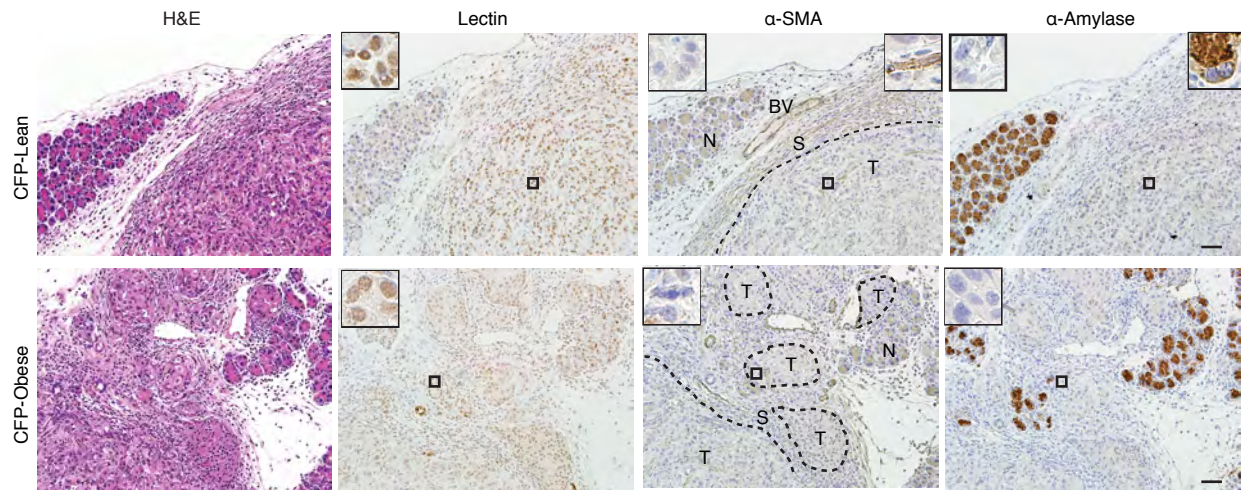 H&E
Lectin
α-SMA
α-Amylase
CFP-Lean
N
BV
S
T
CFP-Obese
T
T
N
T
S
T
T